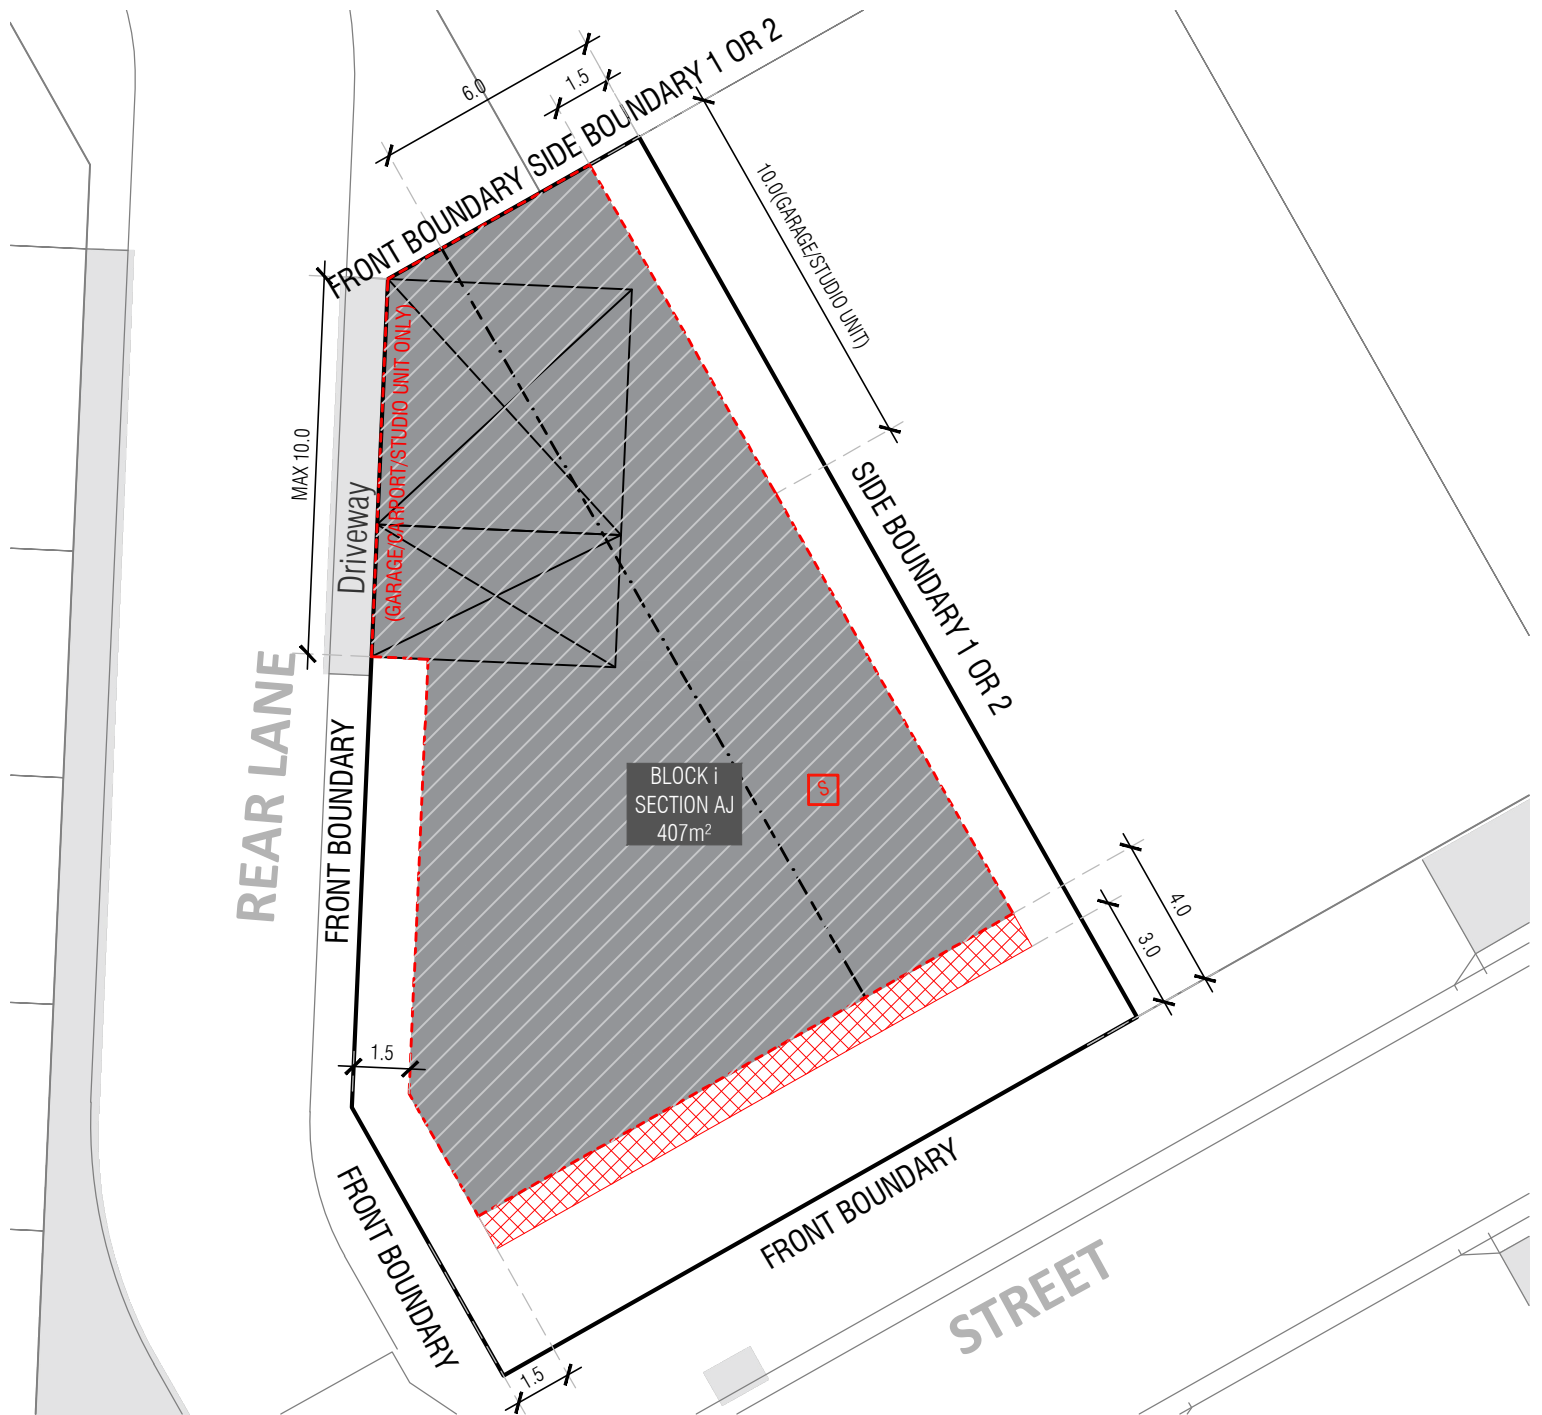 6.0
1.5
SIDE BOUNDARY 1 OR 2
FRONT BOUNDARY
10.0(GARAGE/STUDIO UNIT)
MAX 10.0
(GARAGE/CARPORT/STUDIO UNIT ONLY)
Driveway
SIDE BOUNDARY 1 OR 2
REAR LANE
FRONT BOUNDARY
BLOCK i
SECTION AJ
407m²
S
4.0
3.0
1.5
FRONT BOUNDARY
FRONT BOUNDARY
STREET
1.5